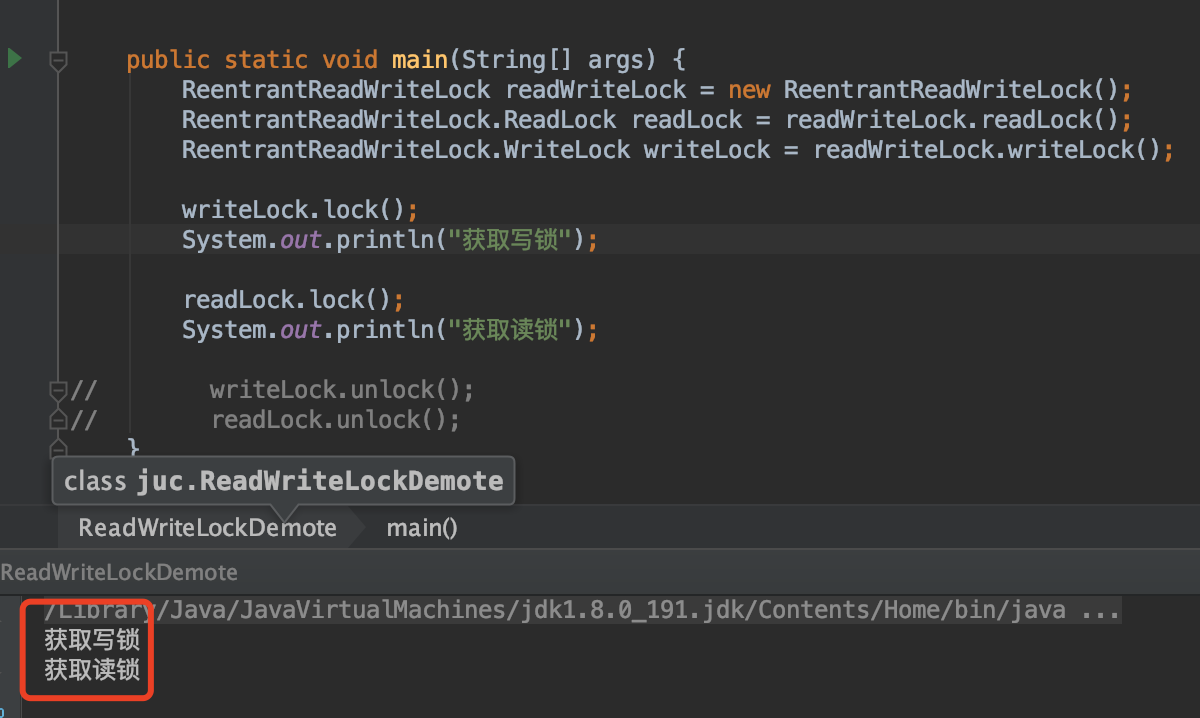 public static void main(String[] args) {
ReentrantReadWriteLock readWriteLock = new ReentrantReadWriteLock();
ReentrantReadWriteLock.ReadLock readLock = readWriteLock.readLock();
ReentrantReadWriteLock.WriteLock writeLock = readWriteLock.writeLock();
writeLock.lock();
System.out.println("获取写锁");
readLock.lock();
System.out.println("获取读锁");
// writeLock.unlock();
// readLock.unlock();
}
class juc.ReadWriteLockDemote
ReadWriteLockDemote main()
ReadWriteLockDemote
/Library/Java/JavaVirtualMachines/jdk1.8.0_191.jdk/Contents/Home/bin/java ...
获取写锁
获取读锁